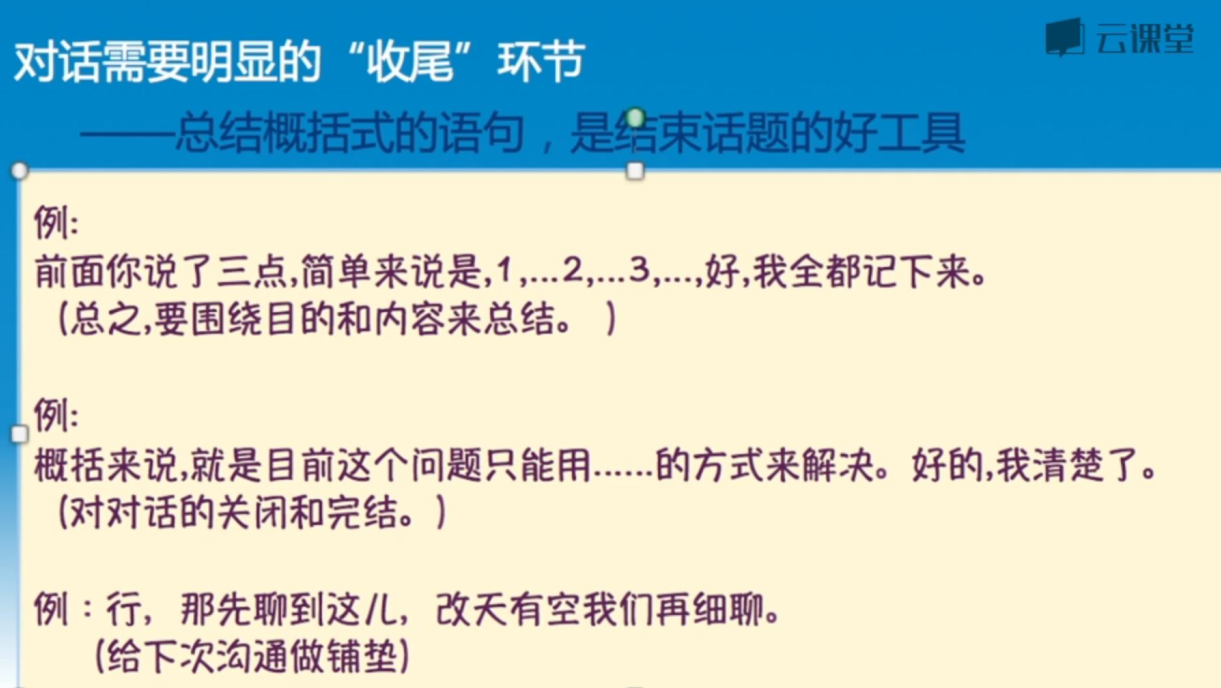 对话需要明显的“收尾”环节
云课堂
——总结概括式的语句，是结束话题的好工具
例:
前面你说了三点,简单来说是,1,...2,...3,...,好,我全都记下来。
(总之,要围绕目的和内容来总结。 )
例:
概括来说,就是目前这个问题只能用......的方式来解决。好的,我清楚了。
(对对话的关闭和完结。)
例：行，那先聊到这儿，改天有空我们再细聊。
(给下次沟通做铺垫)